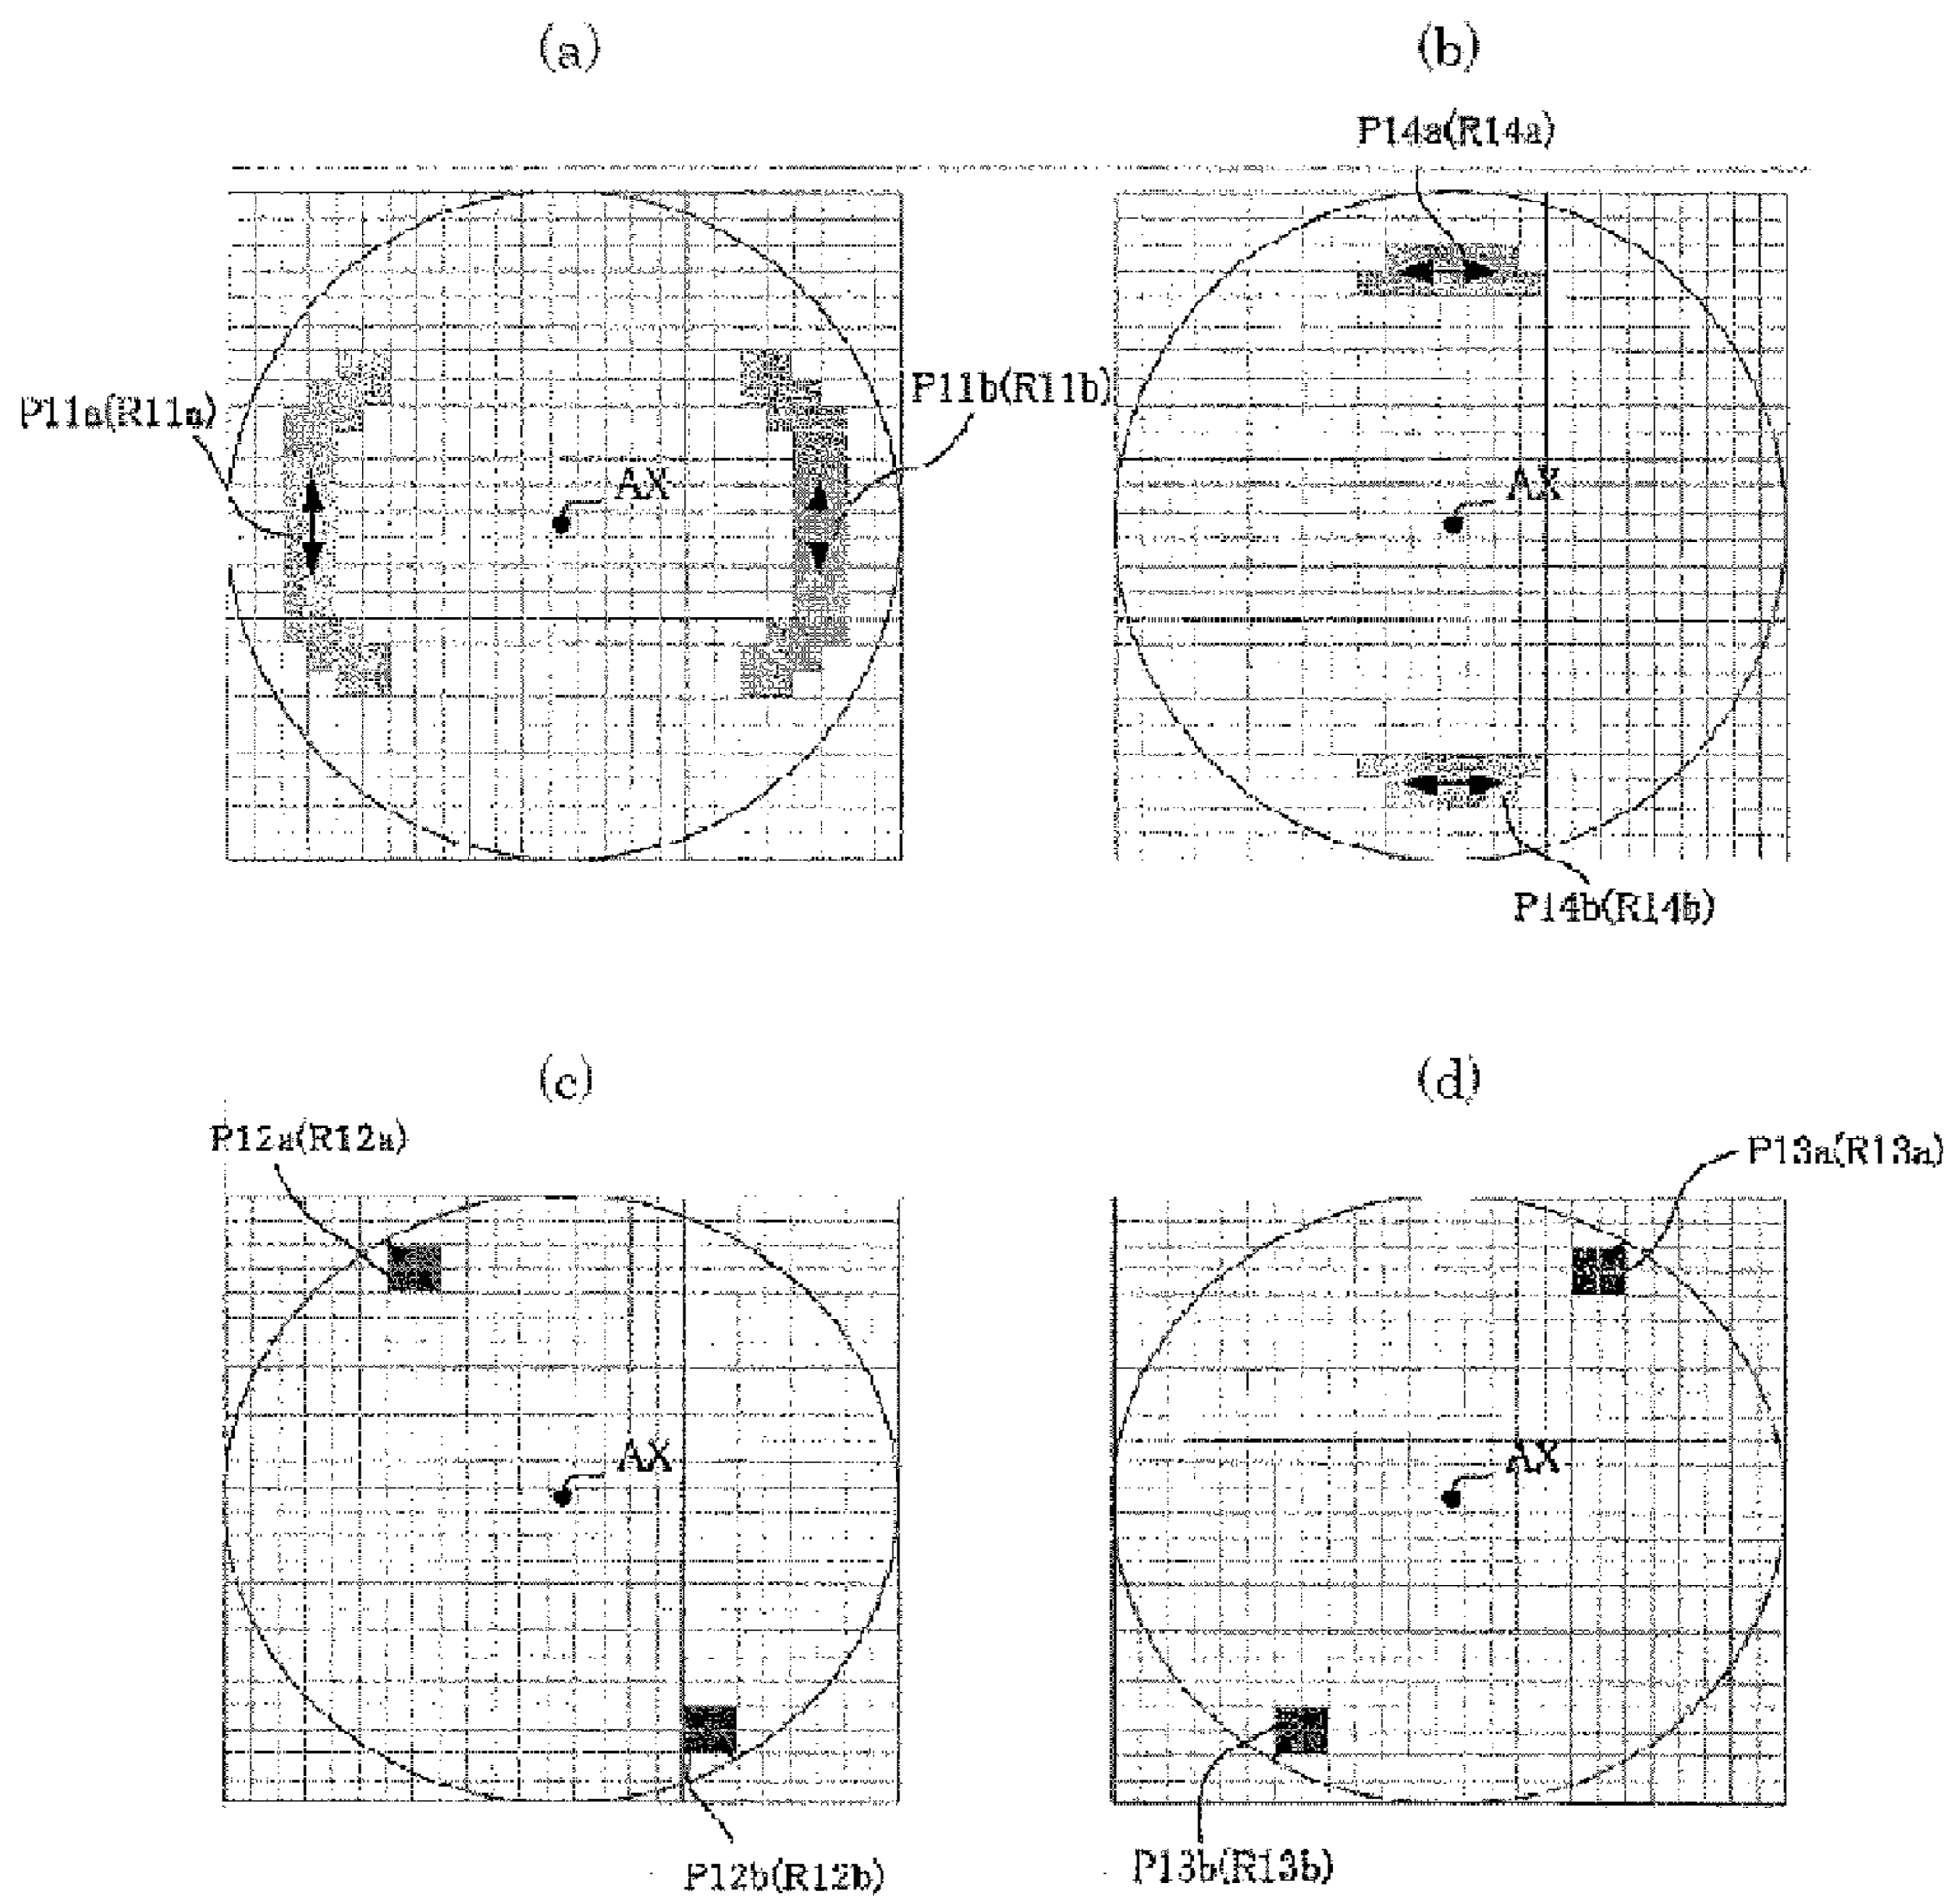 (a)
(b)
P14a(R14a)
P11a(R11a)
P11b(R11b)
AX
AX
P14b(R14b)
(c)
(d)
P12a(R12a)
P13a(R13a)
AX
AX
P12b(R12b)
P13b(R13b)